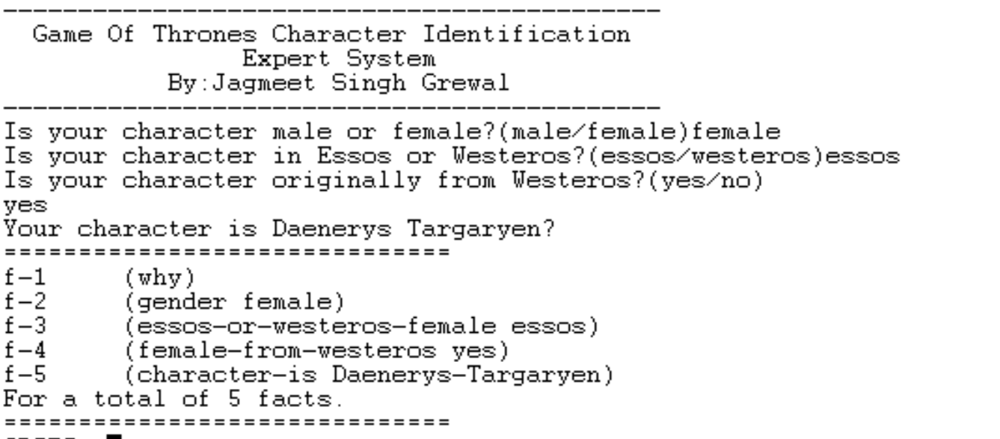 --------------------------------------------
Game Of Thrones Character Identification
Expert System
By:Jagmeet Singh Grewal
--------------------------------------------
Is your character male or female?(male/female)female
Is your character in Essos or Westeros?(essos/westeros)essos
Is your character originally from Westeros?(yes/no)
yes
Your character is Daenerys Targaryen?
==============================
f-1 (why)
f-2 (gender female)
f-3 (essos-or-westeros-female essos)
f-4 (female-from-westeros yes)
f-5 (character-is Daenerys-Targaryen)
For a total of 5 facts.
==============================